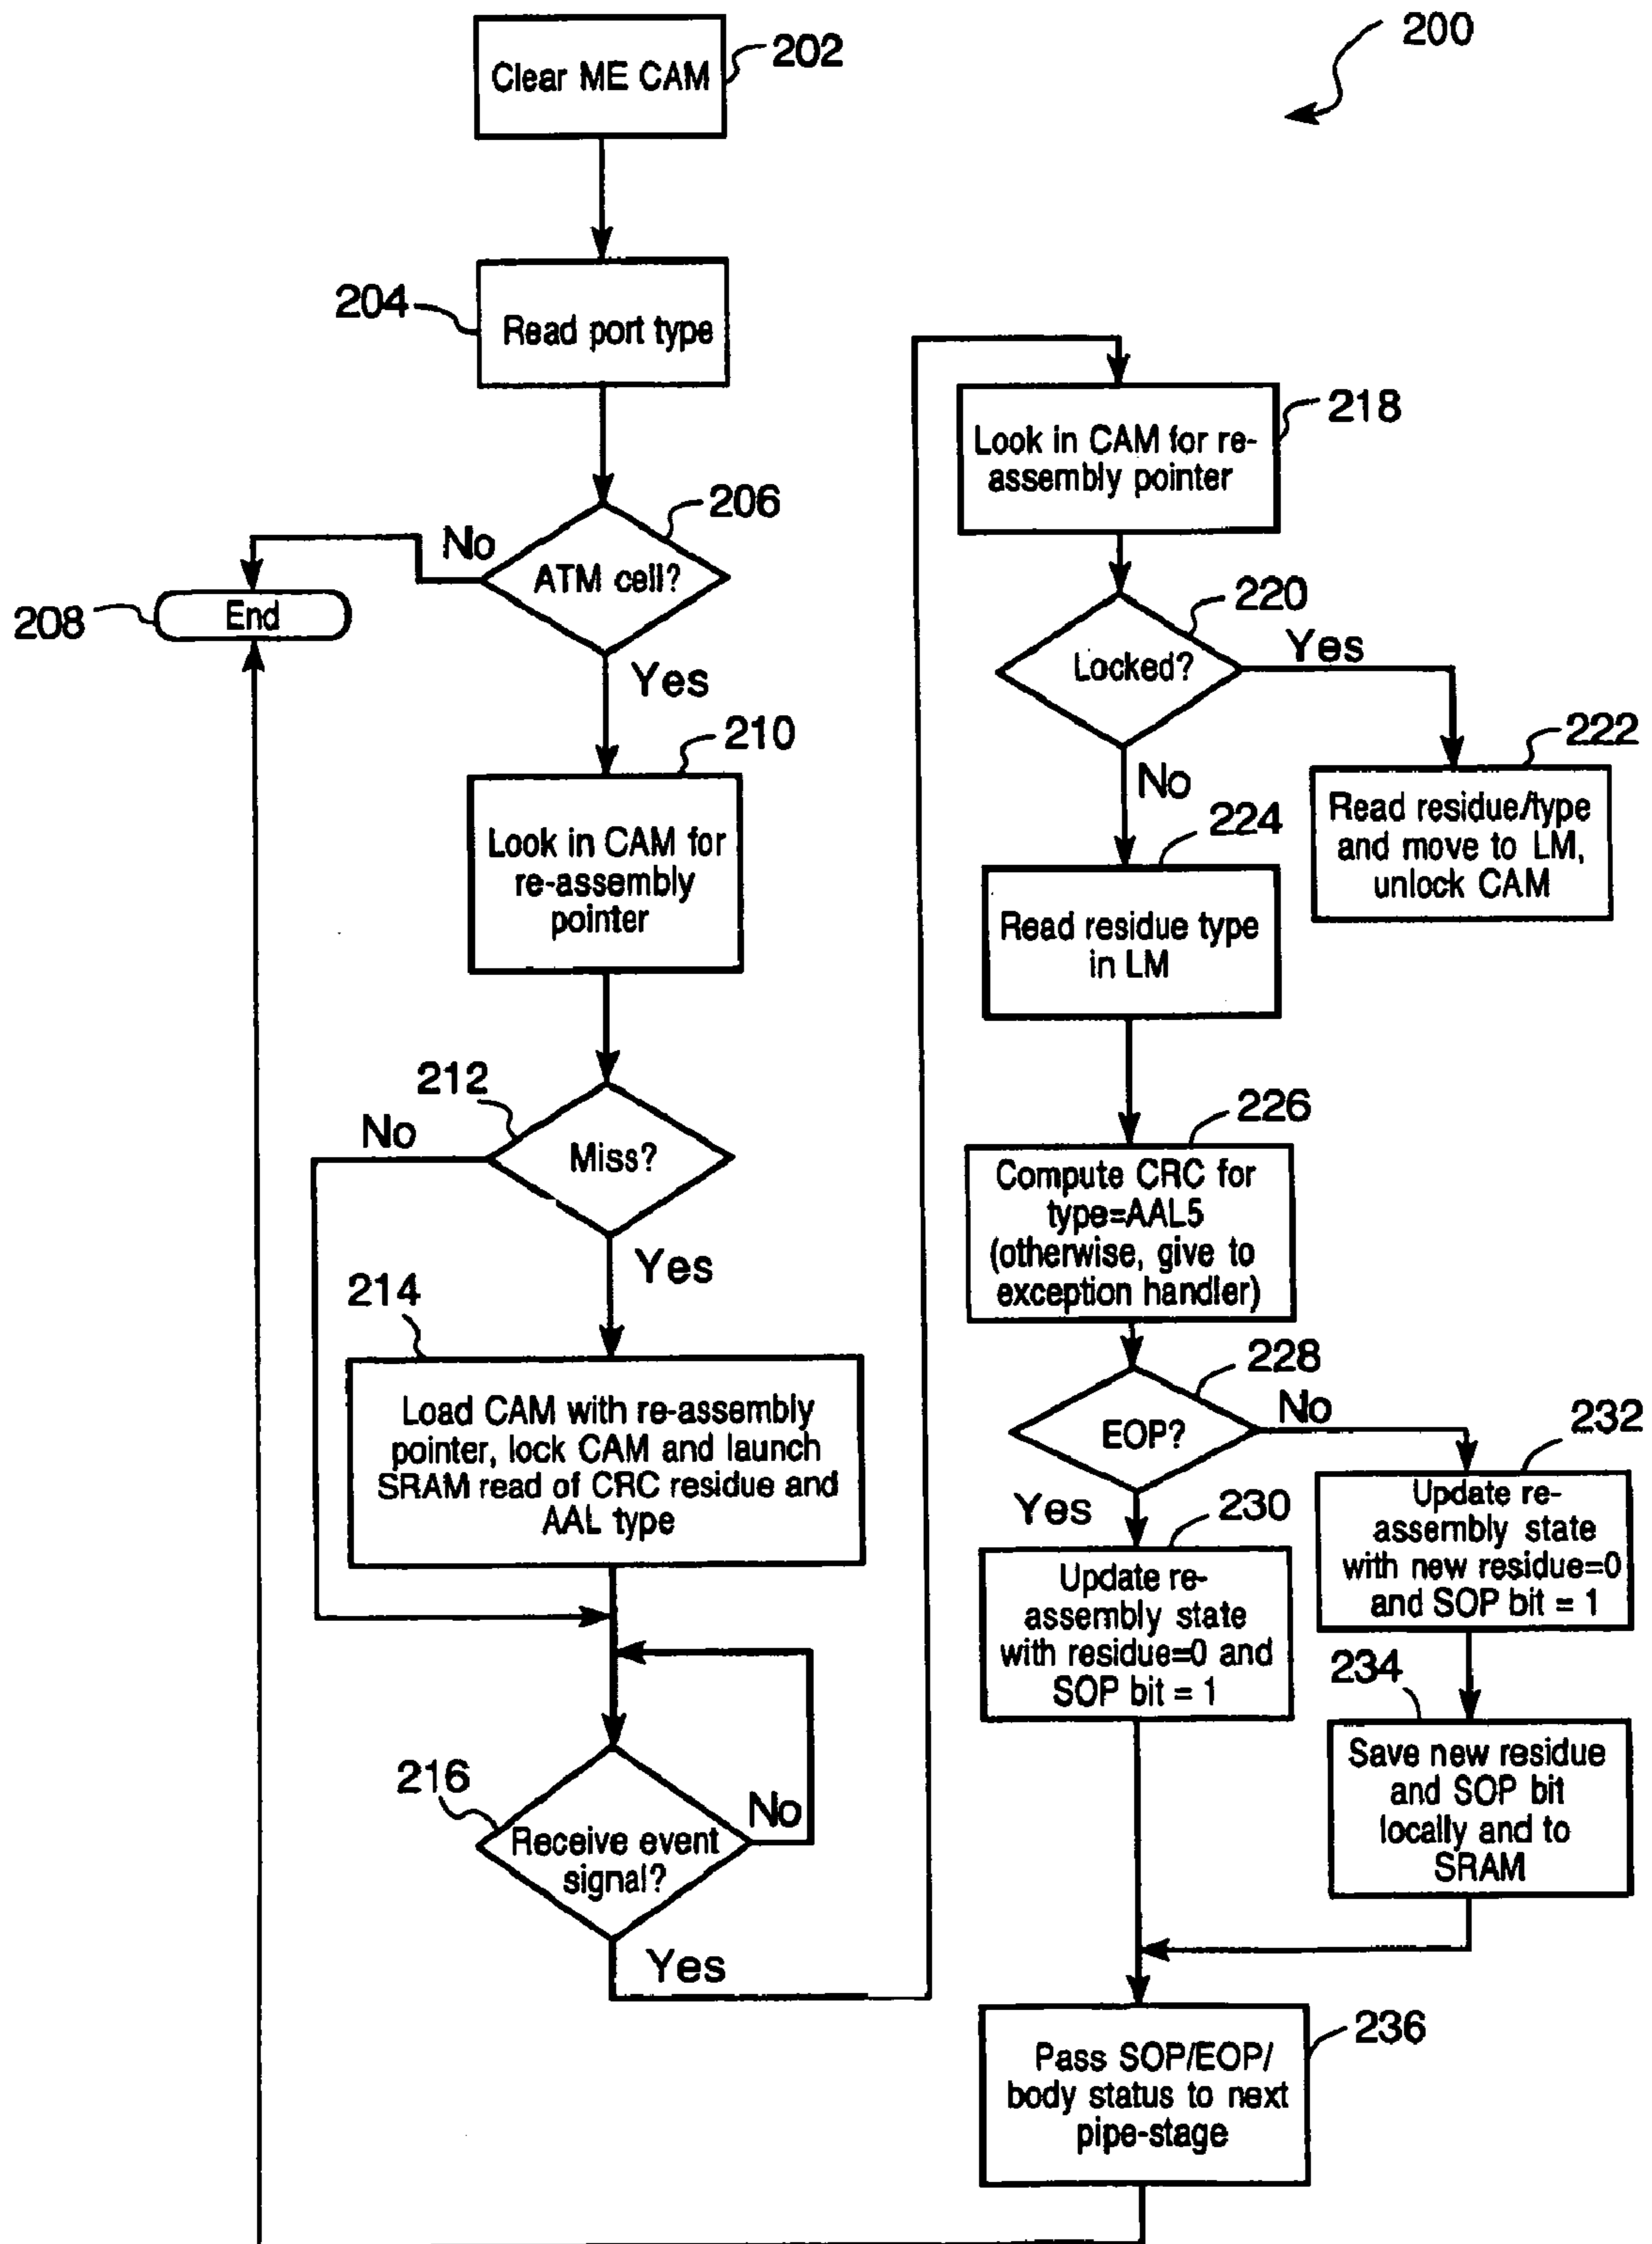 200
Clear ME CAM
202
204
Read port type
206
ATM cell?
No
Yes
208
End
210
Look in CAM for
re-assembly
pointer
212
Miss?
No
Yes
214
Load CAM with re-assembly
pointer, lock CAM and launch
SRAM read of CRC residue and
AAL type
216
Receive event
signal?
No
Yes
218
Look in CAM for re-
assembly pointer
220
Locked?
Yes
No
222
Read residue/type
and move to LM,
unlock CAM
224
Read residue type
in LM
226
Compute CRC for
type=AAL5
(otherwise, give to
exception handler)
228
EOP?
No
Yes
230
Update re-
assembly state
with residue=0 and
SOP bit = 1
232
Update re-
assembly state
with new residue=0
and SOP bit = 1
234
Save new residue
and SOP bit
locally and to
SRAM
236
Pass SOP/EOP/
body status to next
pipe-stage